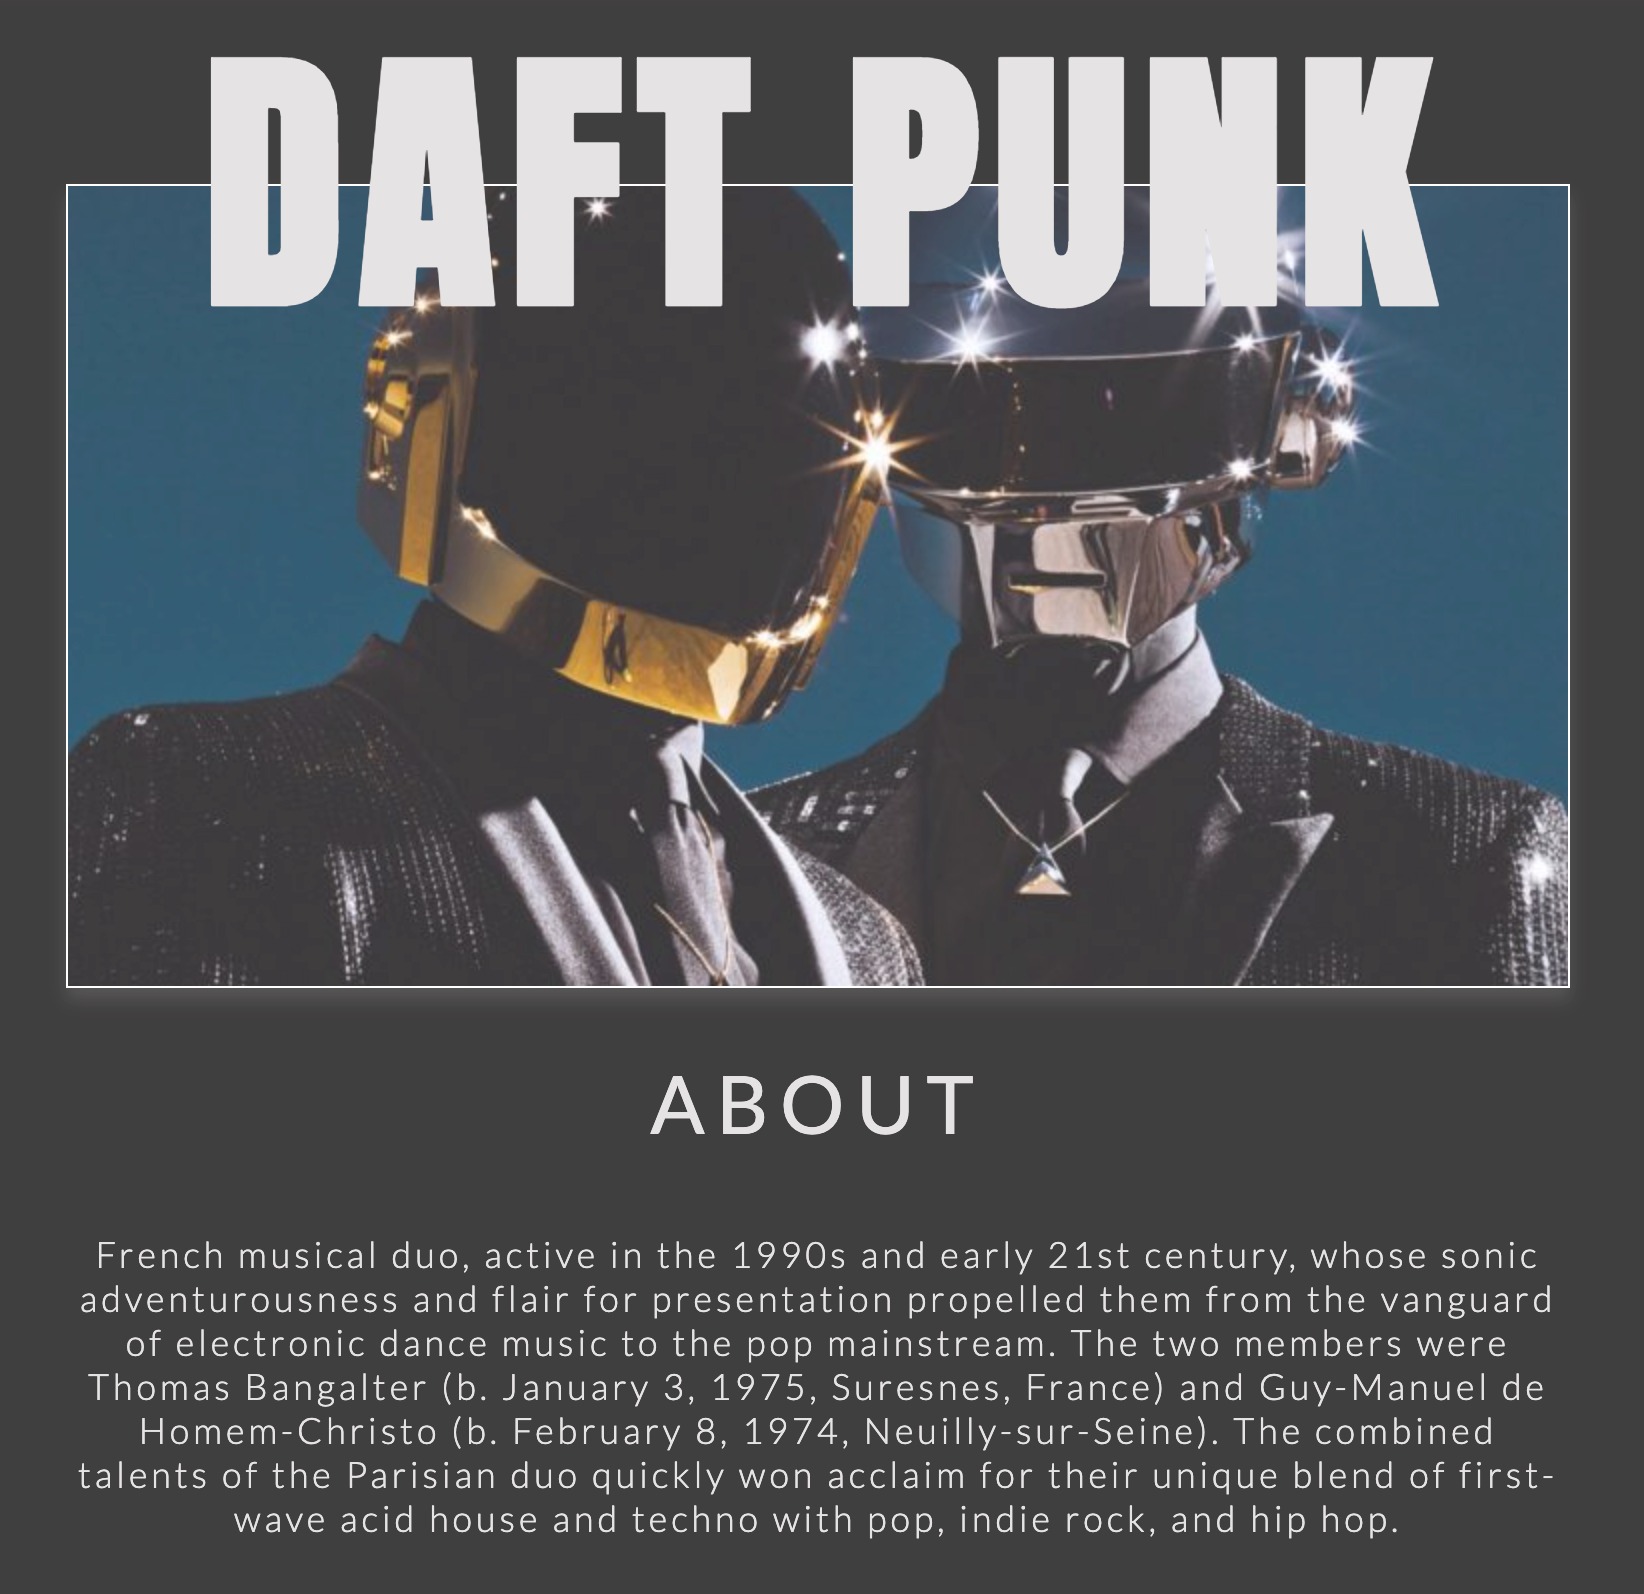 DAFT PUNK
ABOUT
French musical duo, active in the 1990s and early 21st century, whose sonic
adventurousness and flair for presentation propelled them from the vanguard
of electronic dance music to the pop mainstream. The two members were
Thomas Bangalter (b. January 3, 1975, Suresnes, France) and Guy-Manuel de
Homem-Christo (b. February 8, 1974, Neuilly-sur-Seine). The combined
talents of the Parisian duo quickly won acclaim for their unique blend of first-
wave acid house and techno with pop, indie rock, and hip hop.